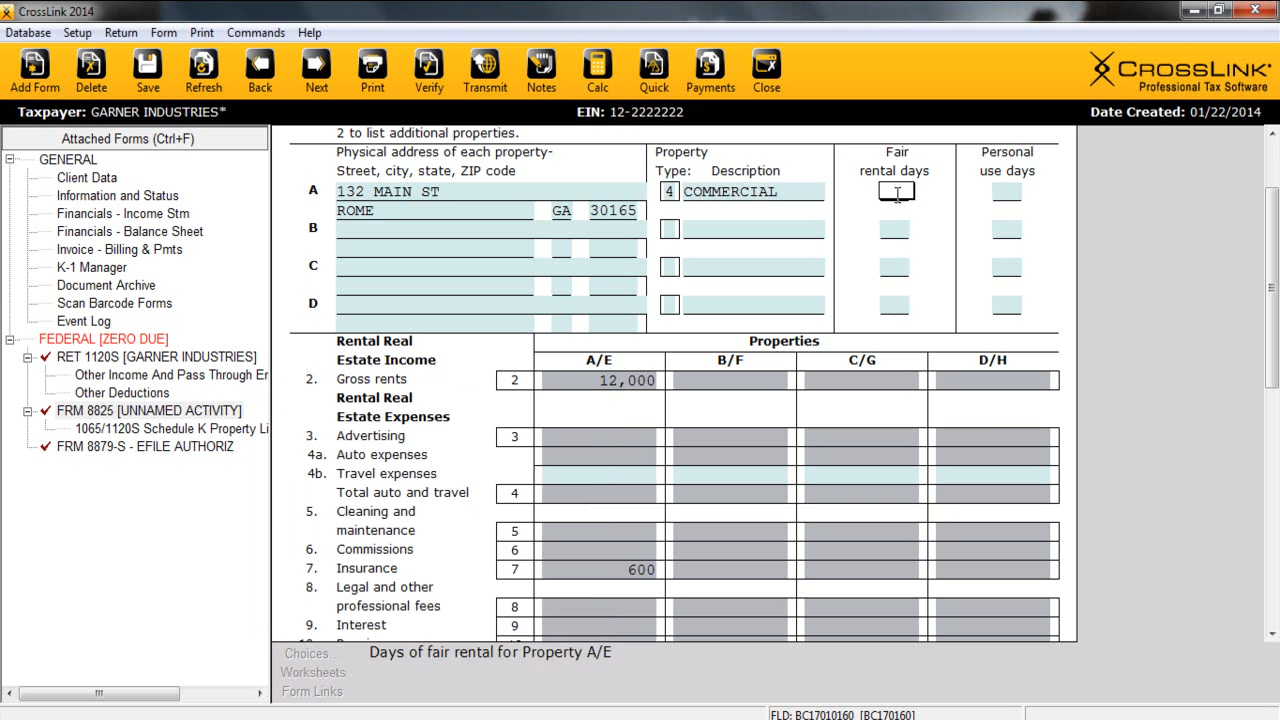 CrossLink 2014
Database Setup Return Form Print Commands Help
Add Form Delete Save Refresh Back Next Print Verify Transmit Notes Calc Quick Payments Close
CROSSLINK
Professional Tax Software
Taxpayer: GARNER INDUSTRIES* EIN: 12-2222222 Date Created: 01/22/2014
Attached Forms (Ctrl+F)
GENERAL
Client Data
Information and Status
Financials - Income Stm
Financials - Balance Sheet
Invoice - Billing & Pmts
K-1 Manager
Document Archive
Scan Barcode Forms
Event Log
FEDERAL [ZERO DUE]
RET 1120S [GARNER INDUSTRIES]
Other Income And Pass Through Er
Other Deductions
FRM 8825 [UNNAMED ACTIVITY]
1065/1120S Schedule K Property Li
FRM 8879-S - EFILE AUTHORIZ
2 to list additional properties.
Physical address of each property- Property Fair Personal
Street, city, state, ZIP code Type: Description rental days use days
A 132 MAIN ST 4 COMMERCIAL
ROME GA 30165
B
C
D
Rental Real Properties
Estate Income A/E B/F C/G D/H
2. Gross rents 2 12,000
Rental Real
Estate Expenses
3. Advertising 3
4a. Auto expenses
4b. Travel expenses
Total auto and travel 4
5. Cleaning and
maintenance 5
6. Commissions 6
7. Insurance 7 600
8. Legal and other
professional fees 8
9. Interest 9
Choices... Days of fair rental for Property A/E
Worksheets
Form Links
FLD: BC17010160 [BC170160]